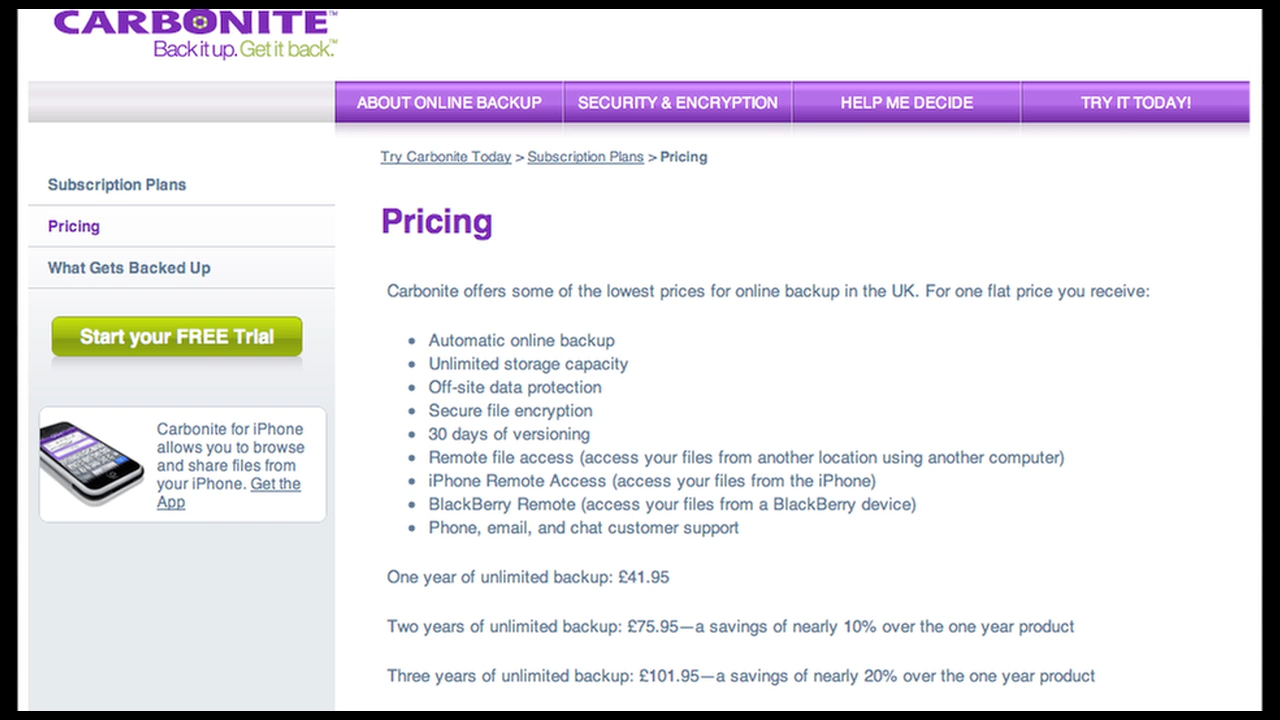 CARBONITE™
Back it up. Get it back.™
ABOUT ONLINE BACKUP
SECURITY & ENCRYPTION
HELP ME DECIDE
TRY IT TODAY!
Try Carbonite Today > Subscription Plans > Pricing
Subscription Plans
Pricing
What Gets Backed Up
Start your FREE Trial
Carbonite for iPhone
allows you to browse
and share files from
your iPhone. Get the
App
Pricing
Carbonite offers some of the lowest prices for online backup in the UK. For one flat price you receive:
• Automatic online backup
• Unlimited storage capacity
• Off-site data protection
• Secure file encryption
• 30 days of versioning
• Remote file access (access your files from another location using another computer)
• iPhone Remote Access (access your files from the iPhone)
• BlackBerry Remote (access your files from a BlackBerry device)
• Phone, email, and chat customer support
One year of unlimited backup: £41.95
Two years of unlimited backup: £75.95—a savings of nearly 10% over the one year product
Three years of unlimited backup: £101.95—a savings of nearly 20% over the one year product